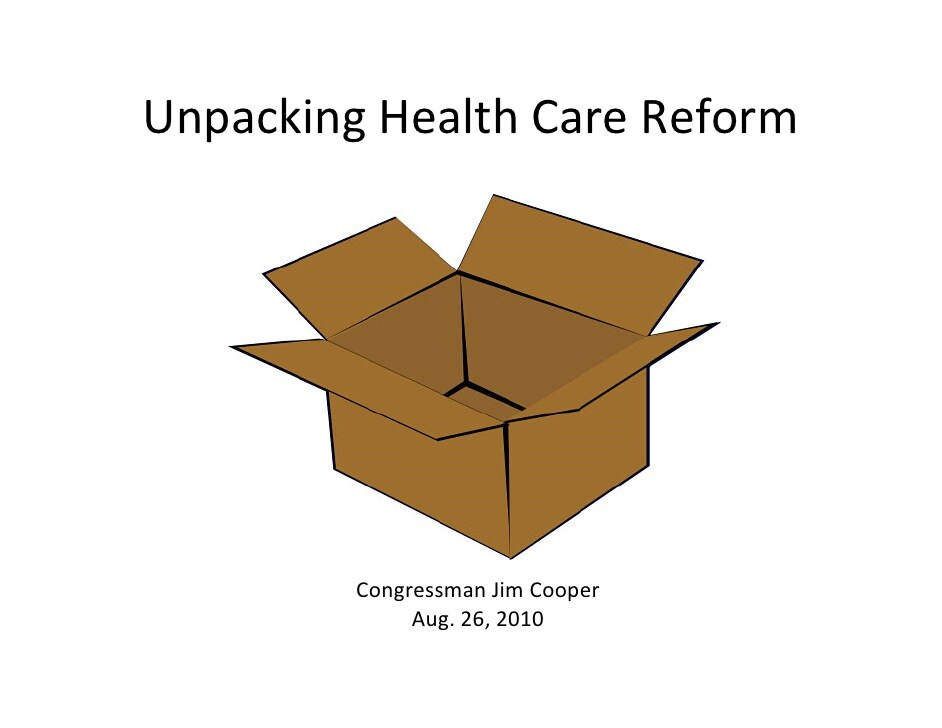 Unpacking Health Care Reform
Congressman Jim Cooper
Aug. 26, 2010